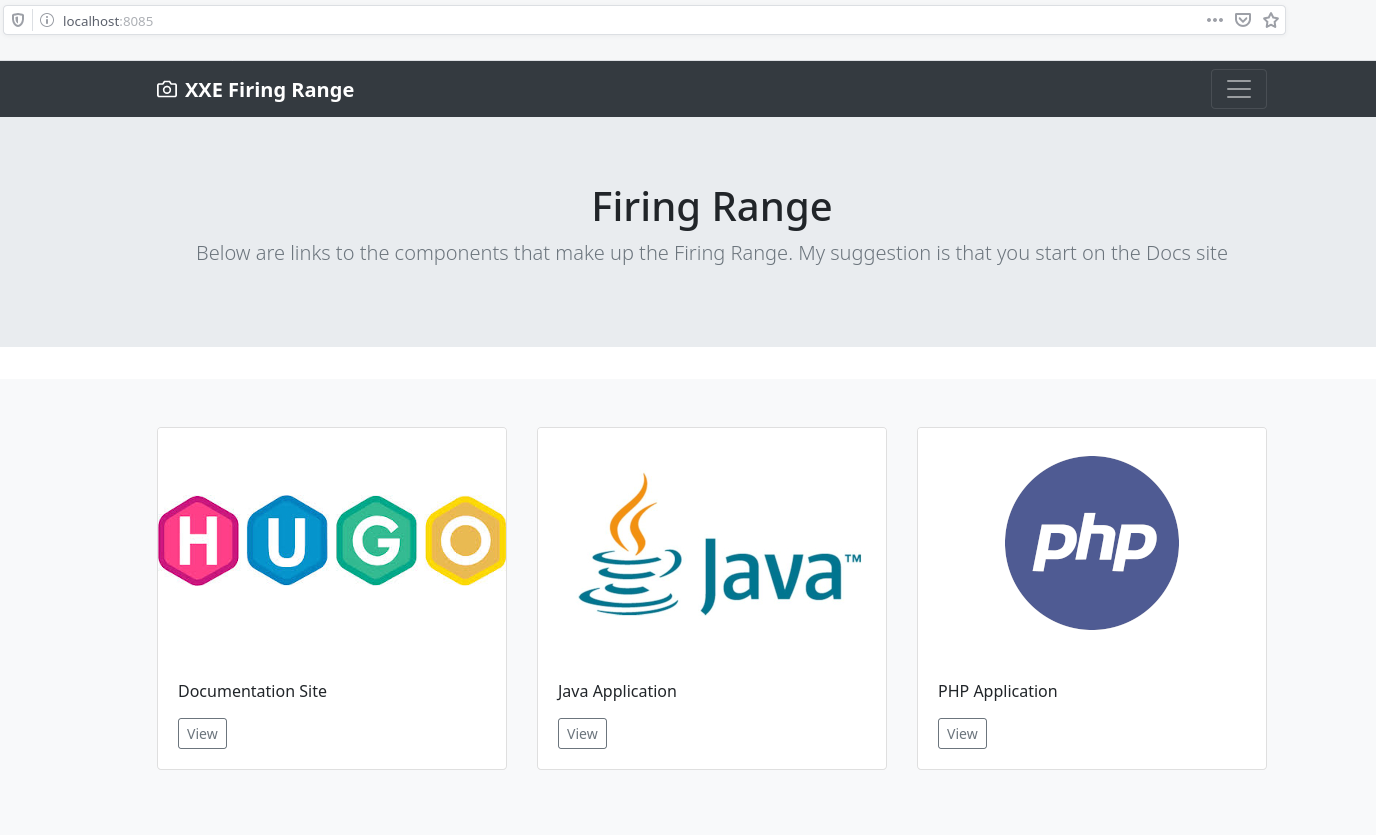 localhost:8085
XXE Firing Range
Firing Range
Below are links to the components that make up the Firing Range. My suggestion is that you start on the Docs site
HUGO
Java™
php
Documentation Site
Java Application
PHP Application
View
View
View